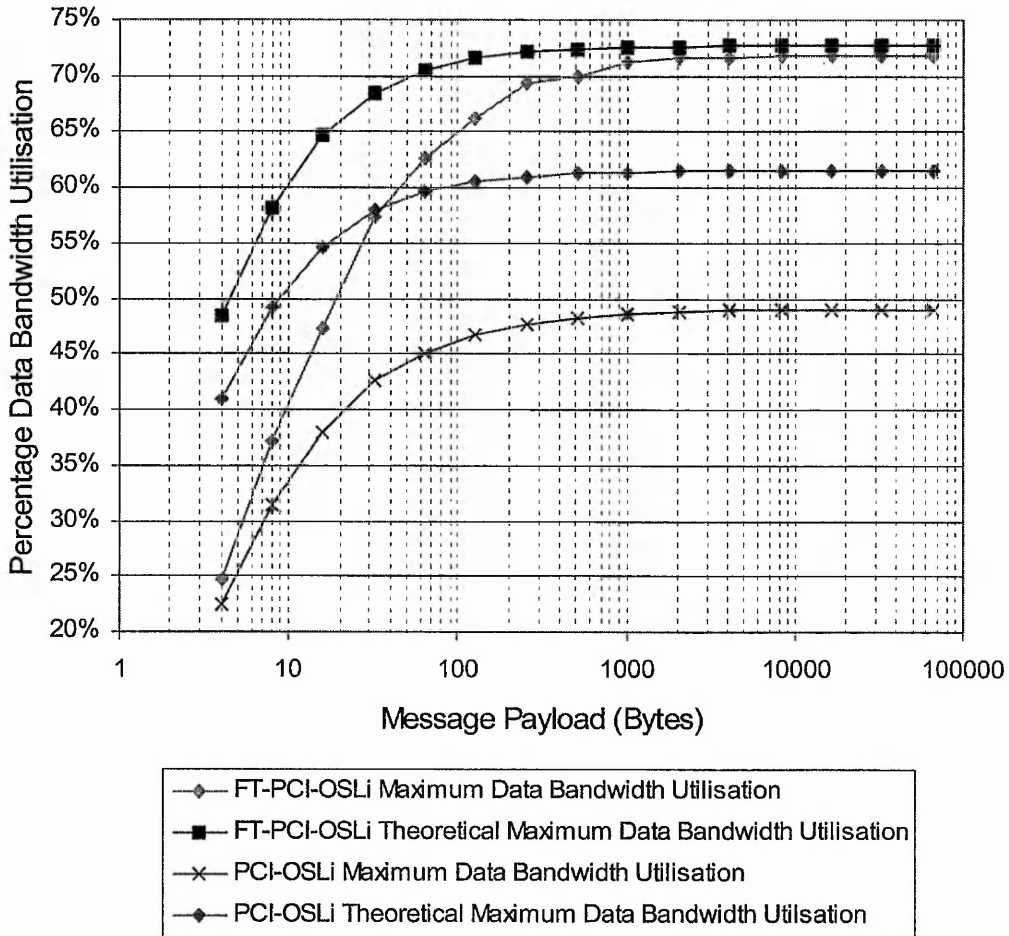 75%
70%
65%
60%
55%
50%
45%
40%
35%
30%
25%
20%
Percentage Data Bandwidth Utilisation
1 10 100 1000 10000 100000
Message Payload (Bytes)
FT-PCI-OSLi Maximum Data Bandwidth Utilisation
FT-PCI-OSLi Theoretical Maximum Data Bandwidth Utilisation
PCI-OSLi Maximum Data Bandwidth Utilisation
PCI-OSLi Theoretical Maximum Data Bandwidth Utilsation